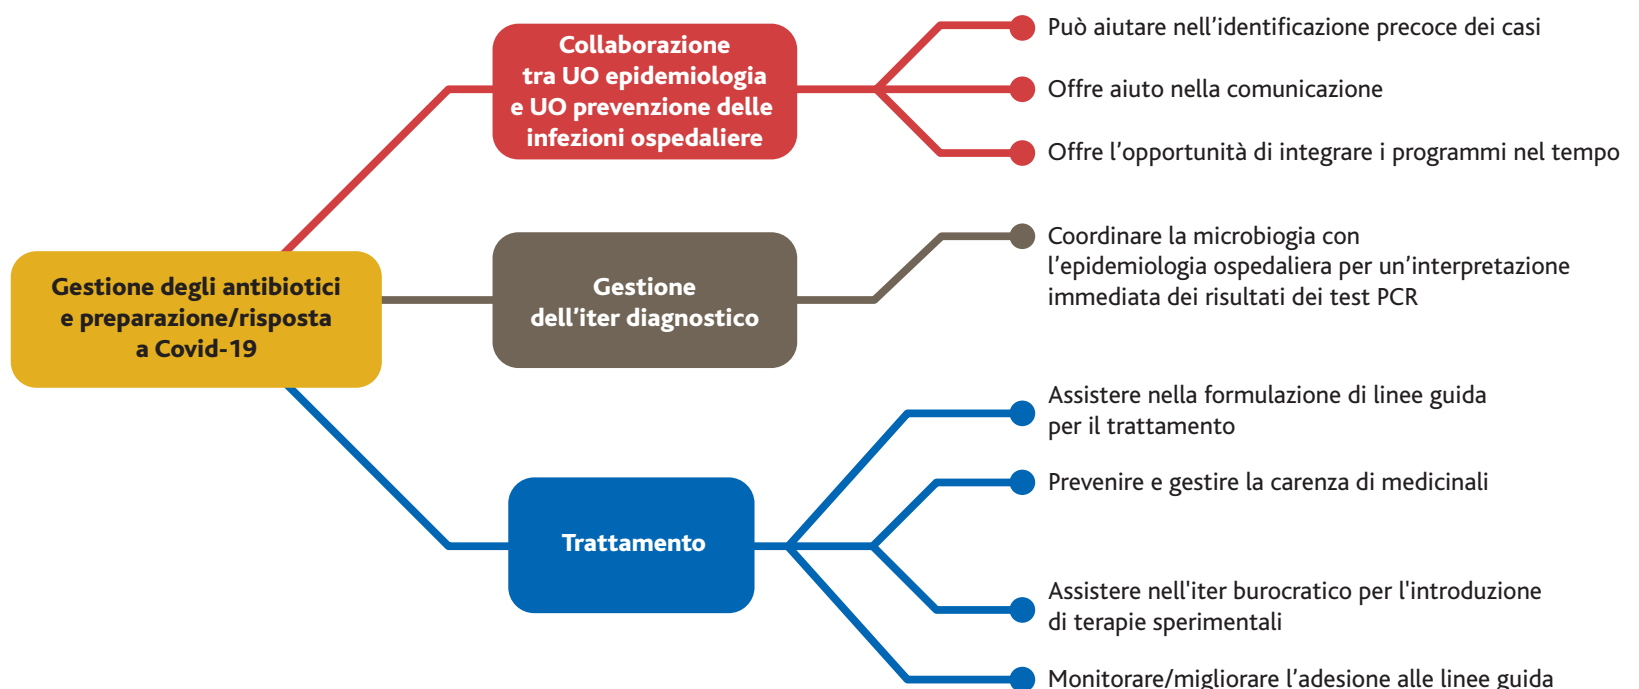 Gestione degli antibiotici
e preparazione/risposta
a Covid-19
Collaborazione
tra UO epidemiologia
e UO prevenzione delle
infezioni ospedaliere
Può aiutare nell’identificazione precoce dei casi
Offre aiuto nella comunicazione
Offre l’opportunità di integrare i programmi nel tempo
Gestione
dell’iter diagnostico
Coordinare la microbiogia con
l’epidemiologia ospedaliera per un’interpretazione
immediata dei risultati dei test PCR
Trattamento
Assistere nella formulazione di linee guida
per il trattamento
Prevenire e gestire la carenza di medicinali
Assistere nell'iter burocratico per l'introduzione
di terapie sperimentali
Monitorare/migliorare l’adesione alle linee guida